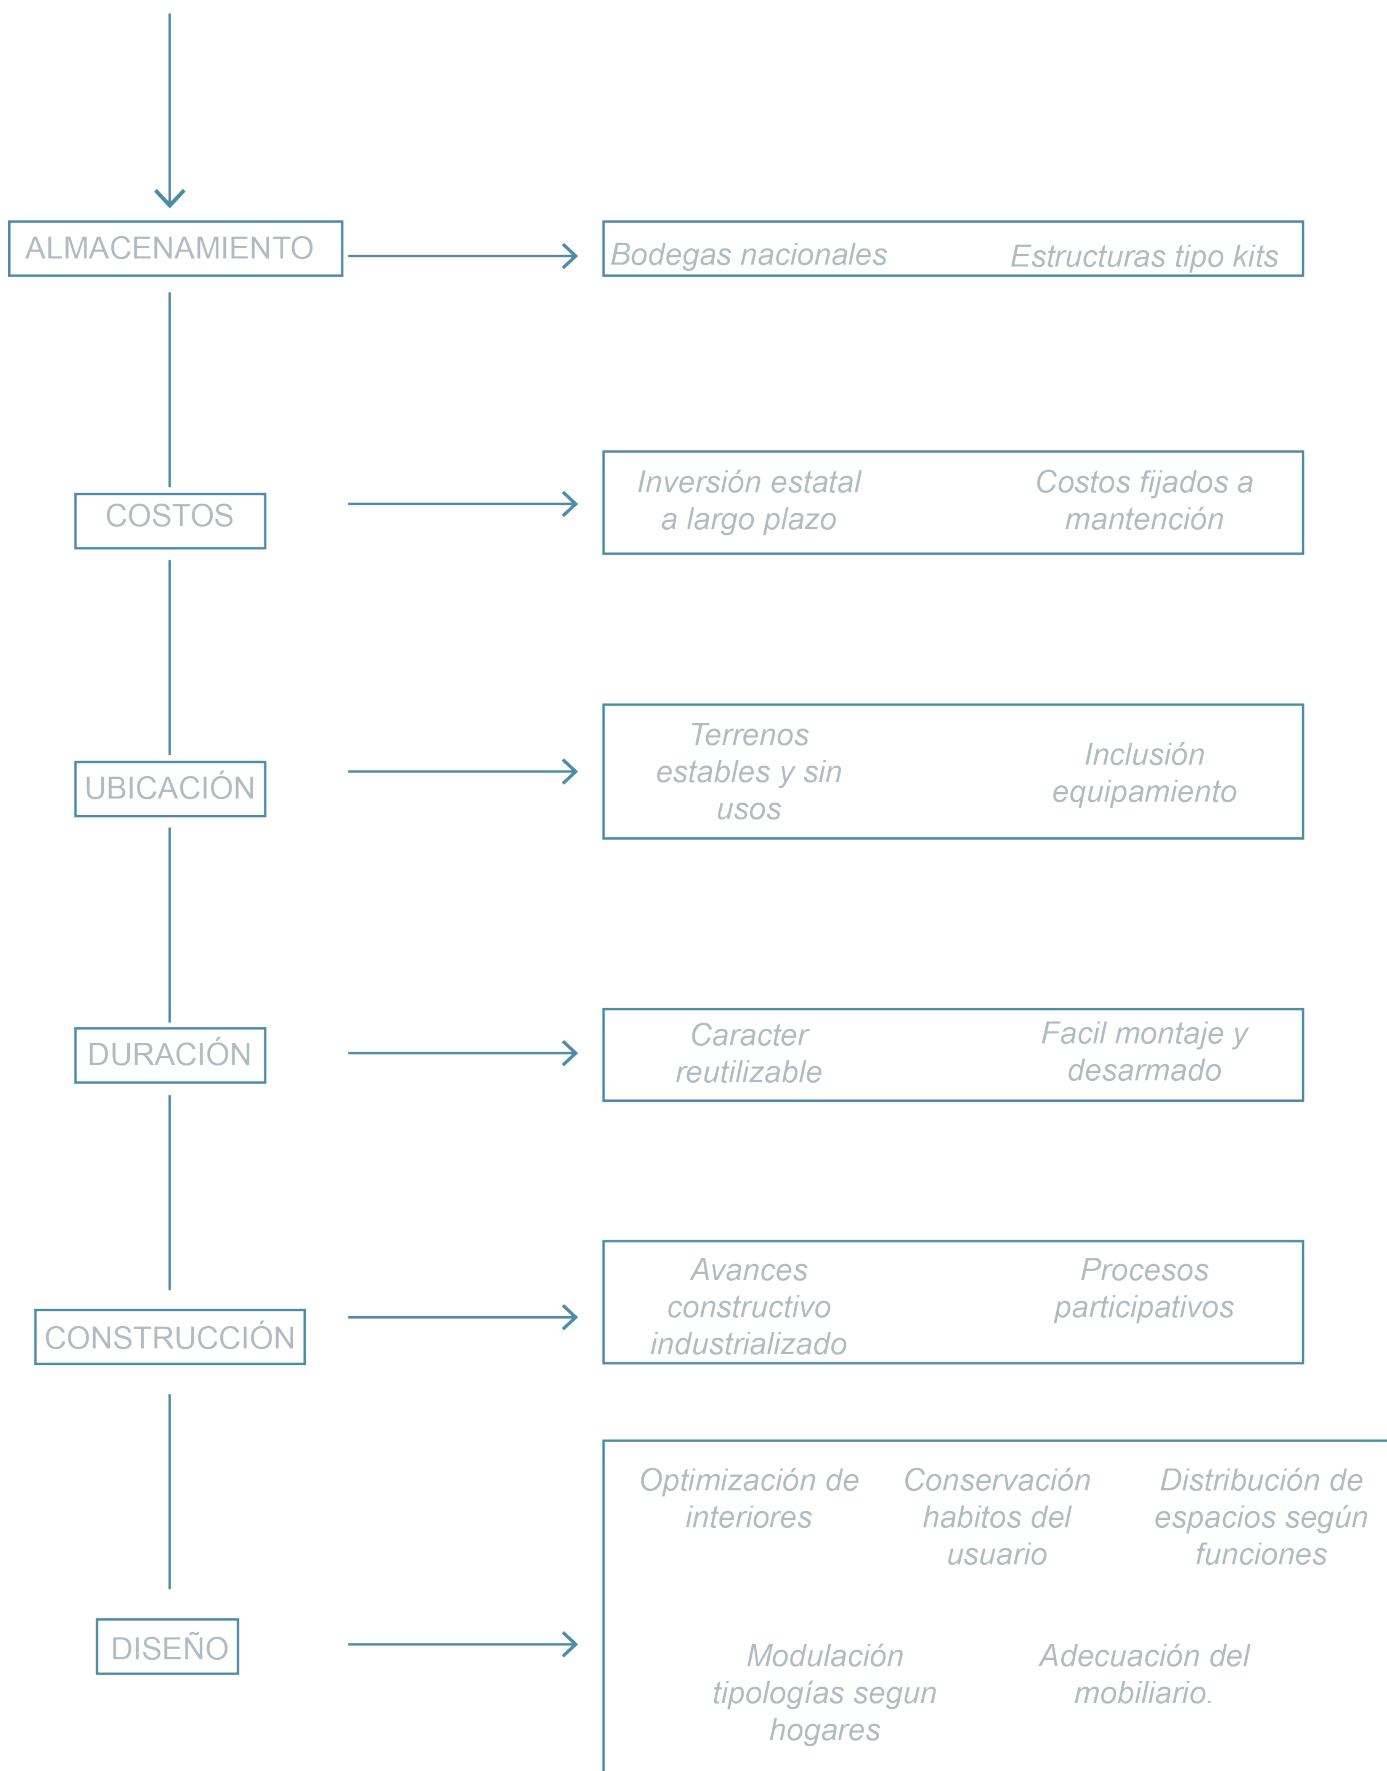 ALMACENAMIENTO
Bodegas nacionales
Estructuras tipo kits
COSTOS
Inversión estatal
a largo plazo
Costos fijados a
mantención
UBICACIÓN
Terrenos
estables y sin
usos
Inclusión
equipamiento
DURACIÓN
Caracter
reutilizable
Facil montaje y
desarmado
CONSTRUCCIÓN
Avances
constructivo
industrializado
Procesos
participativos
DISEÑO
Optimización de
interiores
Conservación
habitos del
usuario
Distribución de
espacios según
funciones
Modulación
tipologías segun
hogares
Adecuación del
mobiliario.